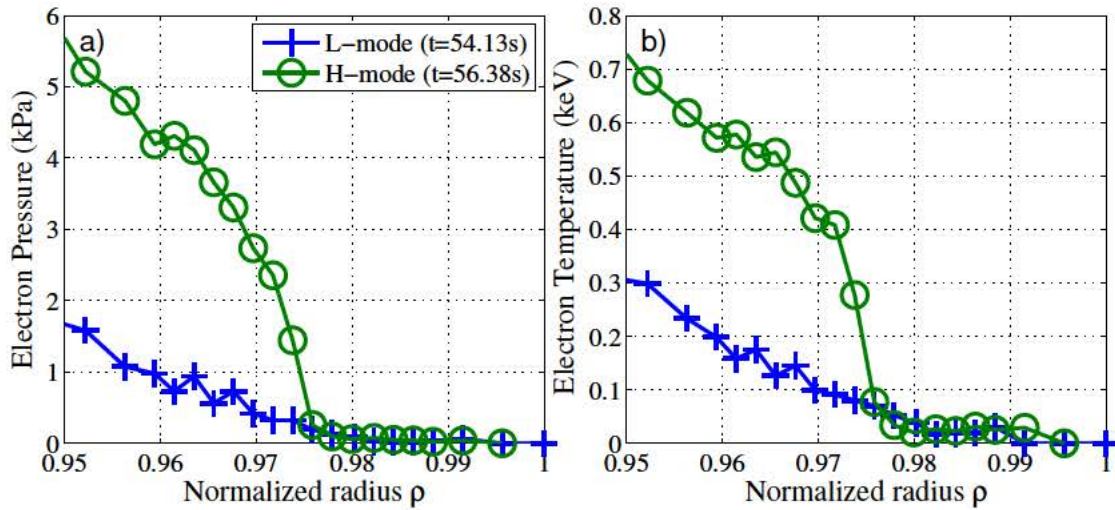 a)
L-mode (t=54.13s)
H-mode (t=56.38s)
Electron Pressure (kPa)
6
5
4
3
2
1
0
0.95 0.96 0.97 0.98 0.99 1
Normalized radius ρ
b)
Electron Temperature (keV)
0.8
0.7
0.6
0.5
0.4
0.3
0.2
0.1
0
0.95 0.96 0.97 0.98 0.99 1
Normalized radius ρ